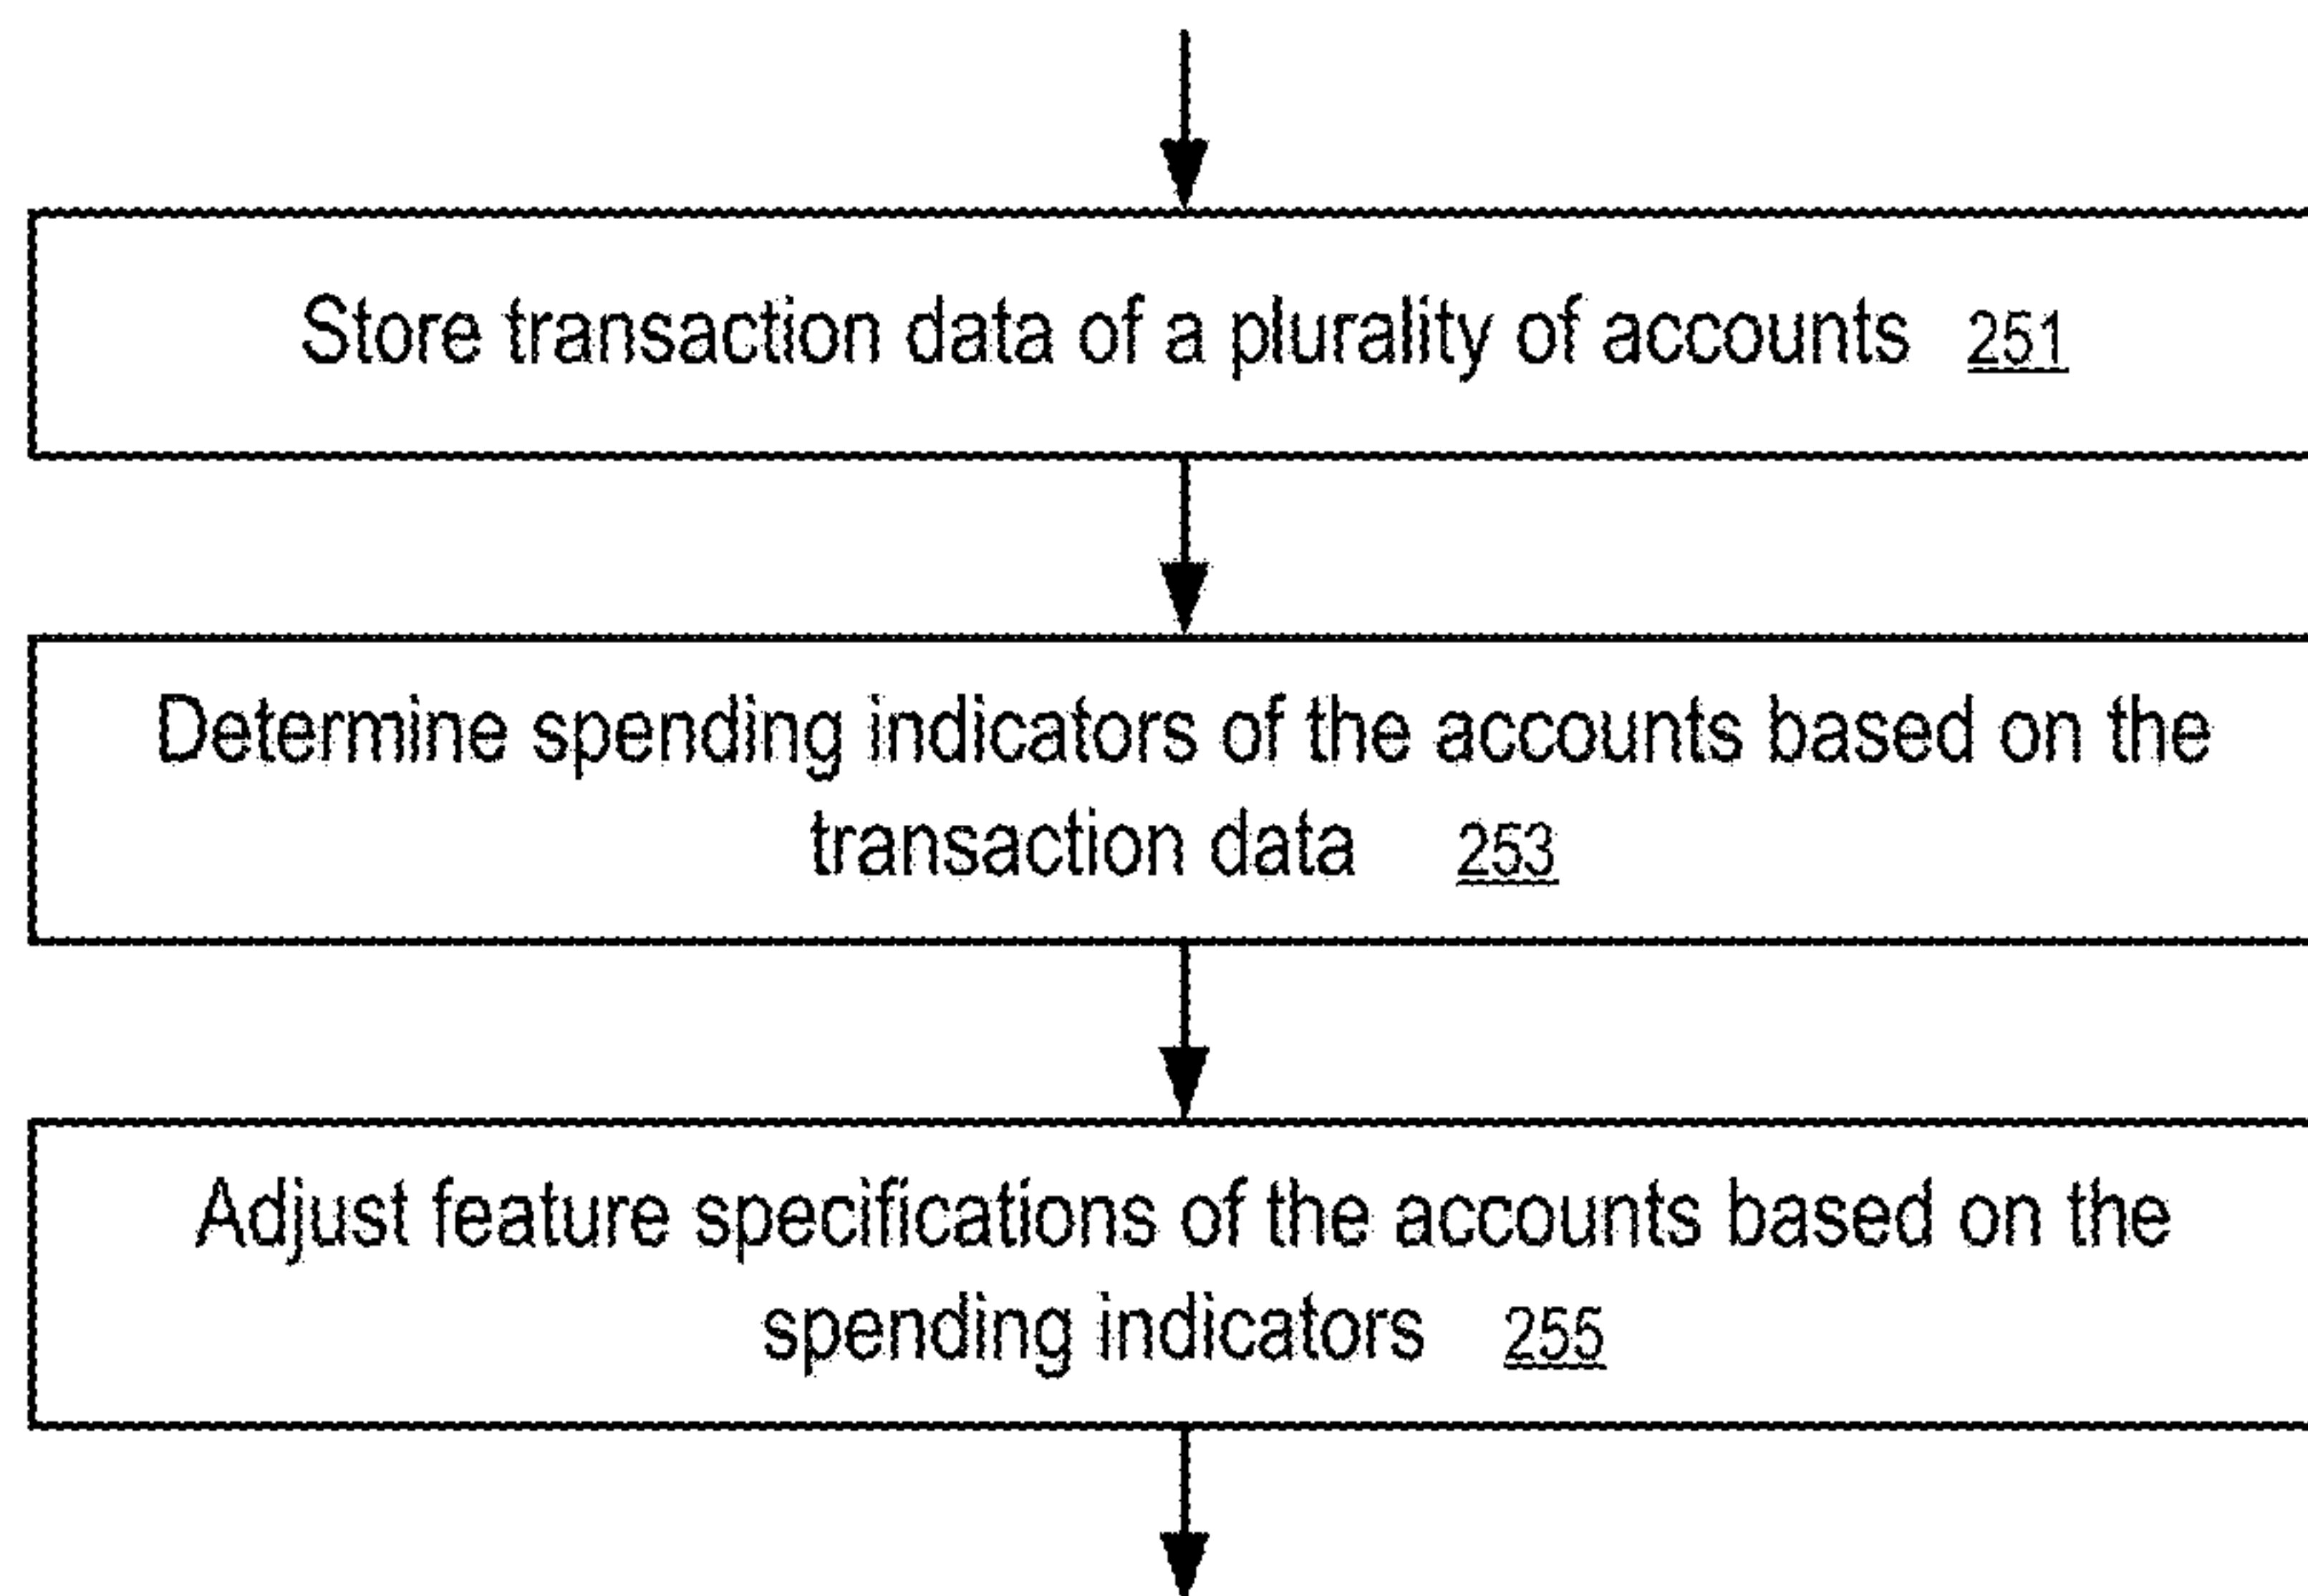 Store transaction data of a plurality of accounts 251
Determine spending indicators of the accounts based on the
transaction data 253
Adjust feature specifications of the accounts based on the
spending indicators 255